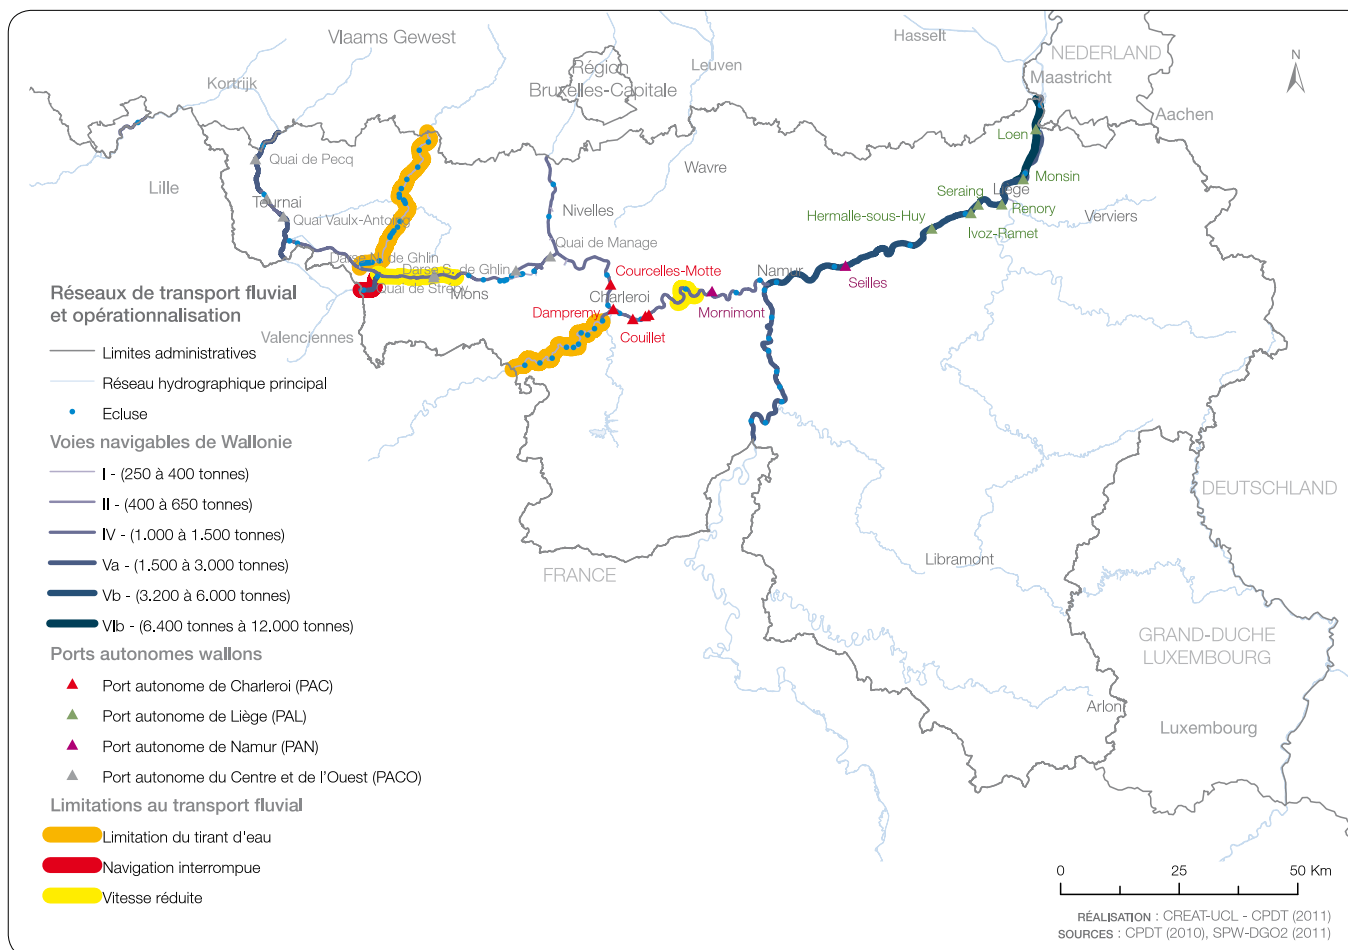 Vlaams Gewest
Hasselt
NEDERLAND
Maastricht
N
Kortrijk
Leuven
Région
Bruxelles-Capitale
Aachen
Loen
Quai de Pecq
Wavre
Lille
Monsin
Seraing
Liège
Tournai
Renory
Nivelles
Hermalle-sous-Huy
Verviers
Quai Vaulx-Antoing
Ivoz-Ramet
Quai de Manage
Darse N. de Ghlin
Darse S. de Ghlin
Courcelles-Motte
Namur
Seilles
Quai de Strépy
Mons
Charleroi
Dampremy
Mornimont
Couillet
Valenciennes
Réseaux de transport fluvial
et opérationnalisation
Limites administratives
Réseau hydrographique principal
Ecluse
Voies navigables de Wallonie
I - (250 à 400 tonnes)
II - (400 à 650 tonnes)
IV - (1.000 à 1.500 tonnes)
Va - (1.500 à 3.000 tonnes)
Vb - (3.200 à 6.000 tonnes)
VIb - (6.400 tonnes à 12.000 tonnes)
Ports autonomes wallons
Port autonome de Charleroi (PAC)
Port autonome de Liège (PAL)
Port autonome de Namur (PAN)
Port autonome du Centre et de l'Ouest (PACO)
Limitations au transport fluvial
Limitation du tirant d'eau
Navigation interrompue
Vitesse réduite
DEUTSCHLAND
Libramont
FRANCE
GRAND-DUCHE
LUXEMBOURG
Arlon
Luxembourg
0 25 50 Km
RÉALISATION : CREAT-UCL - CPDT (2011)
SOURCES : CPDT (2010), SPW-DGO2 (2011)